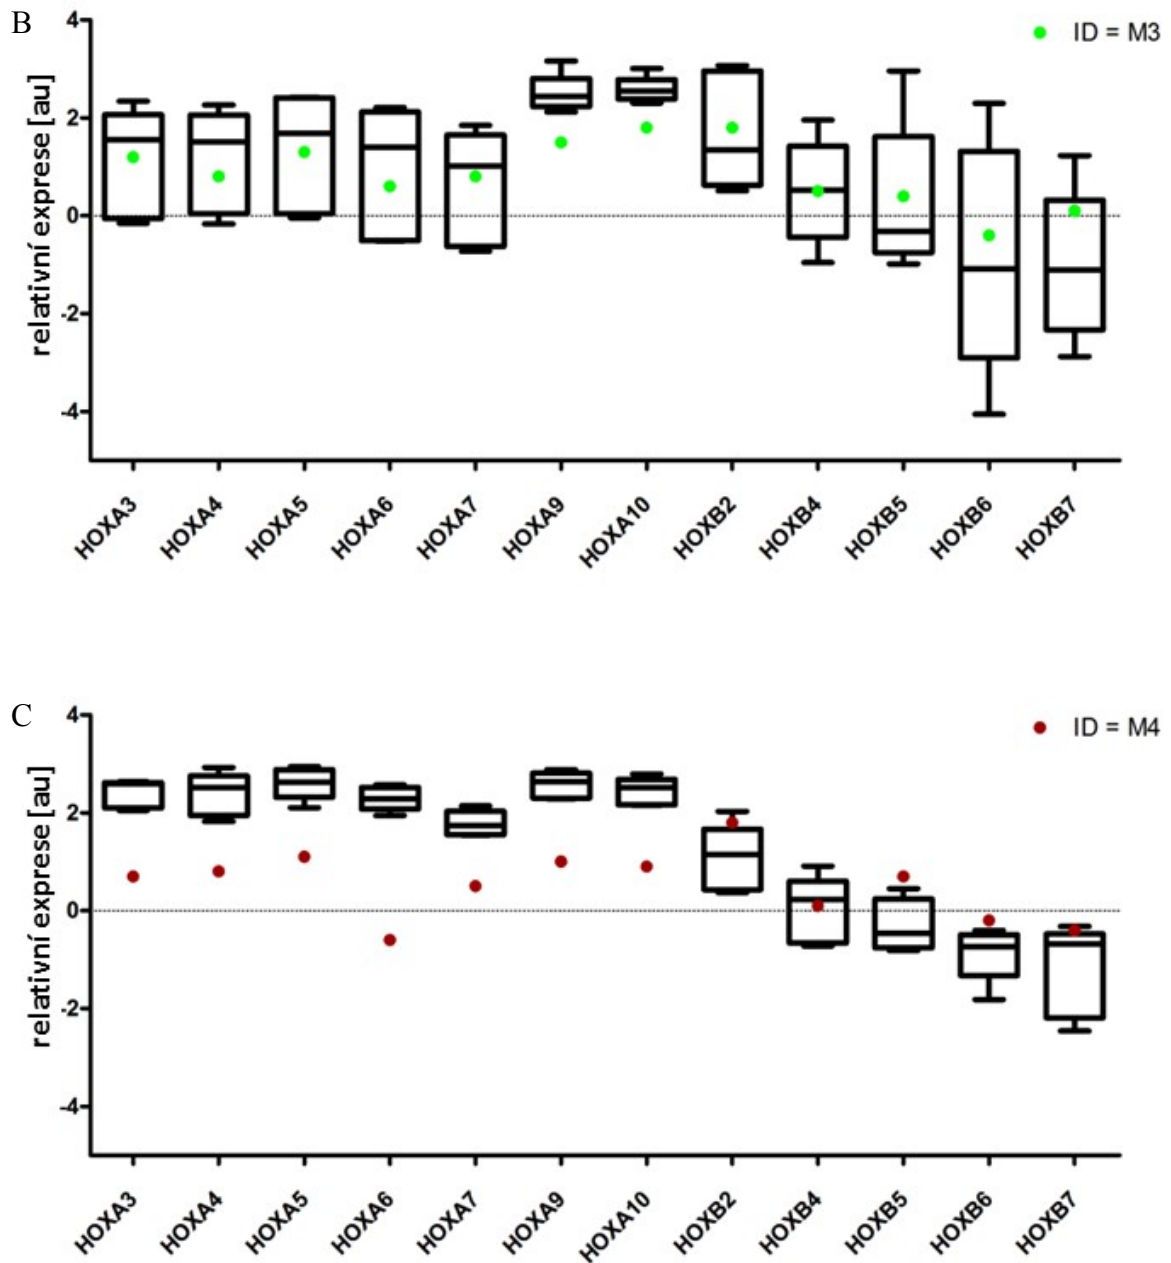 B
ID = M3
4
2
0
-2
-4
relativní exprese [au]
HOXA3
HOXA4
HOXA5
HOXA6
HOXA7
HOXA9
HOXA10
HOXB2
HOXB4
HOXB5
HOXB6
HOXB7
C
ID = M4
4
2
0
-2
-4
relativní exprese [au]
HOXA3
HOXA4
HOXA5
HOXA6
HOXA7
HOXA9
HOXA10
HOXB2
HOXB4
HOXB5
HOXB6
HOXB7